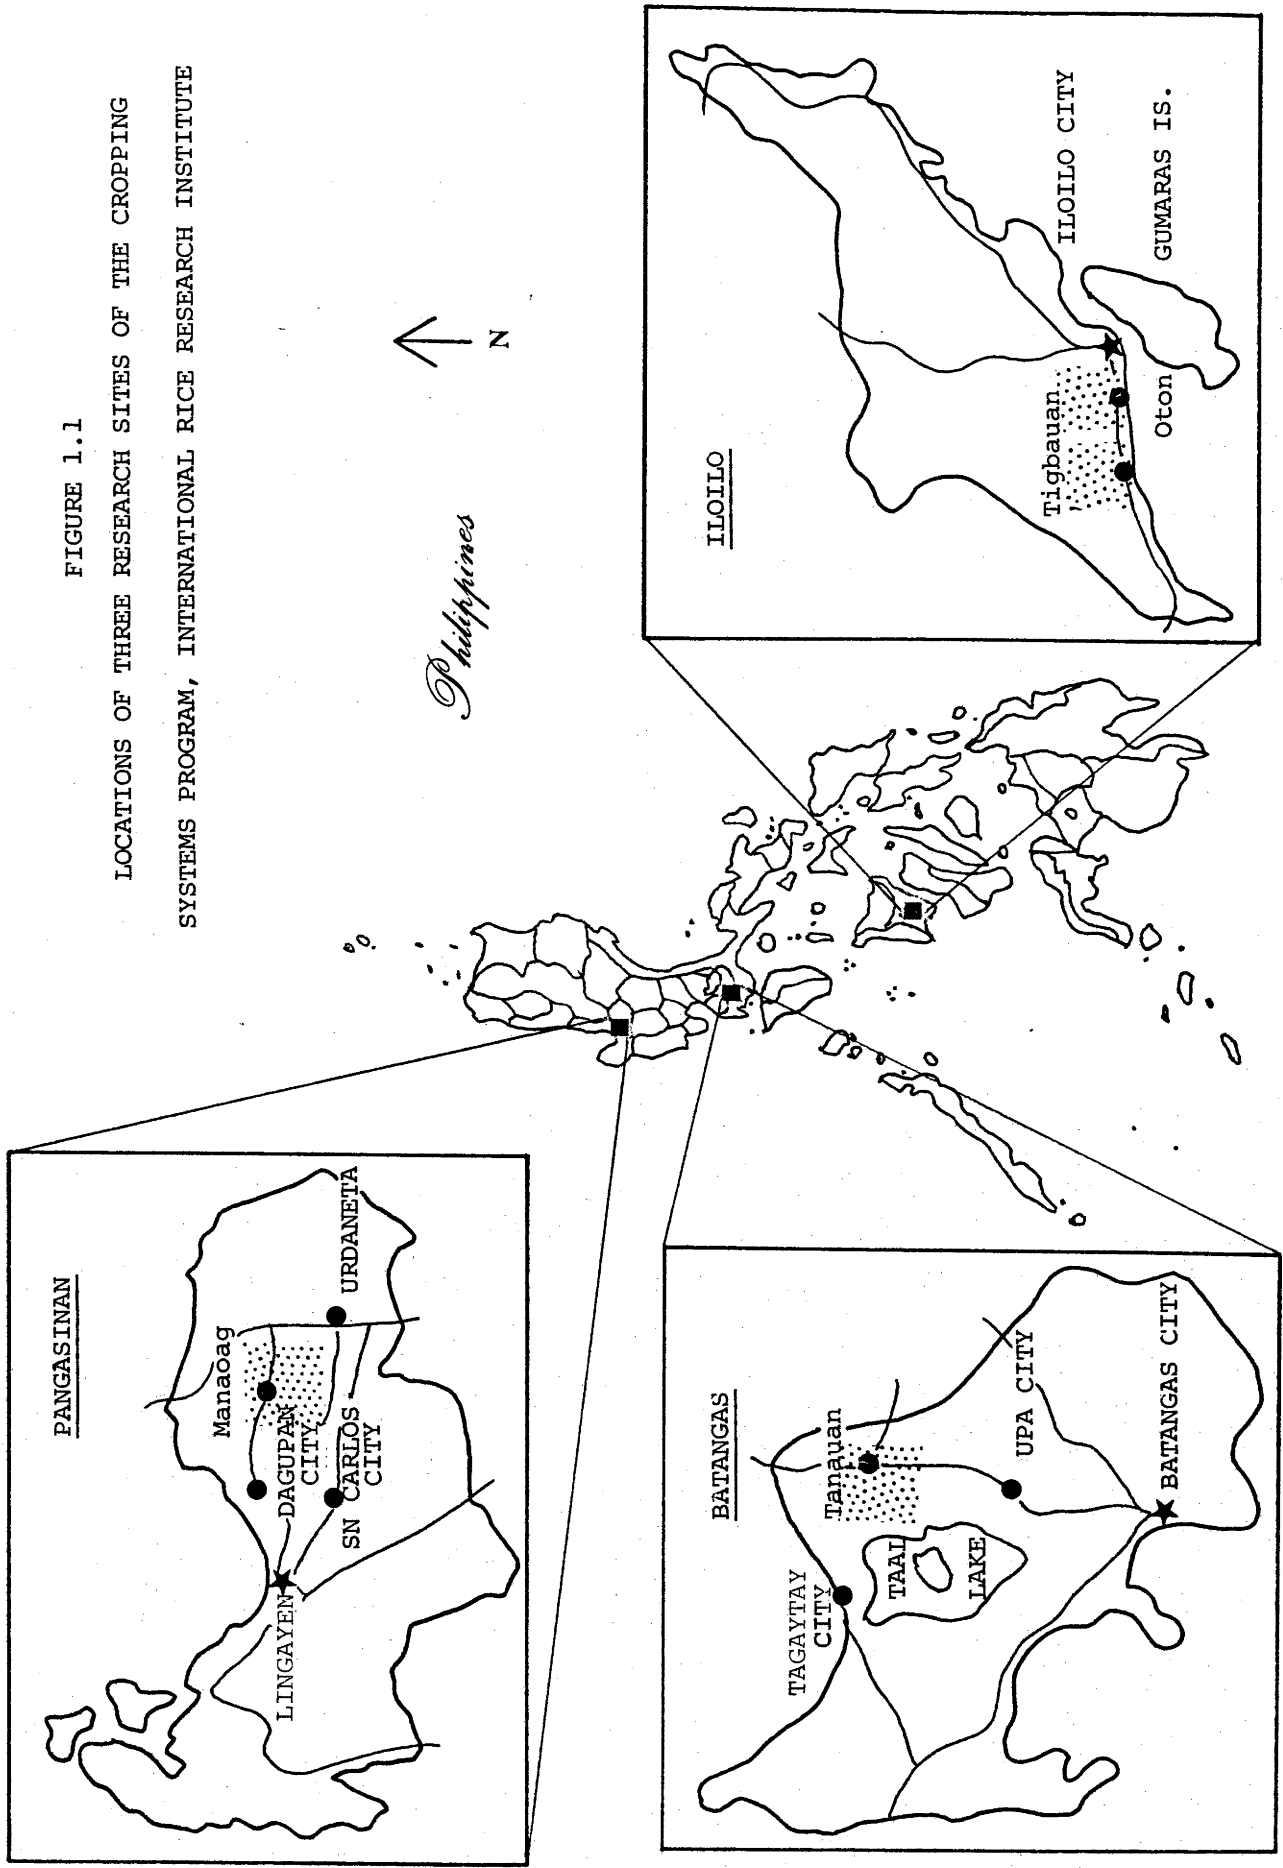 FIGURE 1.1
LOCATIONS OF THREE RESEARCH SITES OF THE CROPPING
SYSTEMS PROGRAM, INTERNATIONAL RICE RESEARCH INSTITUTE
Philippines
N
PANGASINAN
Manaoag
DAGUPAN
CITY
URDANETA
SN CARLOS
CITY
LINGAYEN
BATANGAS
Tanauan
TAGAYTAY
CITY
TAAL
LAKE
UPA CITY
BATANGAS CITY
ILOILO
Tigbauan
Oton
ILOILO CITY
GUMARAS IS.